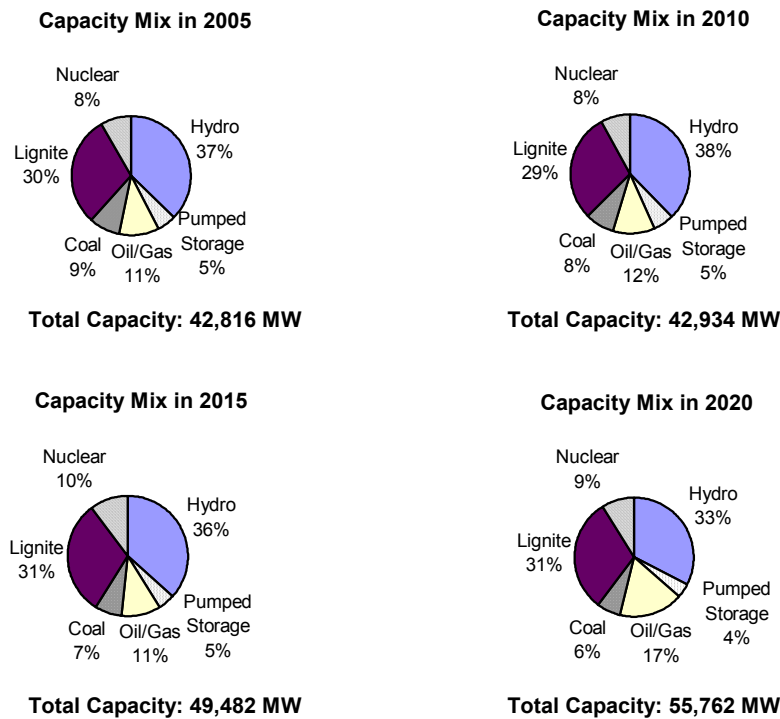 Capacity Mix in 2005
Nuclear
8%
Hydro
37%
Lignite
30%
Pumped
Storage
5%
Coal
9%
Oil/Gas
11%
Total Capacity: 42,816 MW
Capacity Mix in 2010
Nuclear
8%
Hydro
38%
Lignite
29%
Pumped
Storage
5%
Coal
8%
Oil/Gas
12%
Total Capacity: 42,934 MW
Capacity Mix in 2015
Nuclear
10%
Hydro
36%
Lignite
31%
Pumped
Storage
5%
Coal
7%
Oil/Gas
11%
Total Capacity: 49,482 MW
Capacity Mix in 2020
Nuclear
9%
Hydro
33%
Lignite
31%
Pumped
Storage
4%
Coal
6%
Oil/Gas
17%
Total Capacity: 55,762 MW